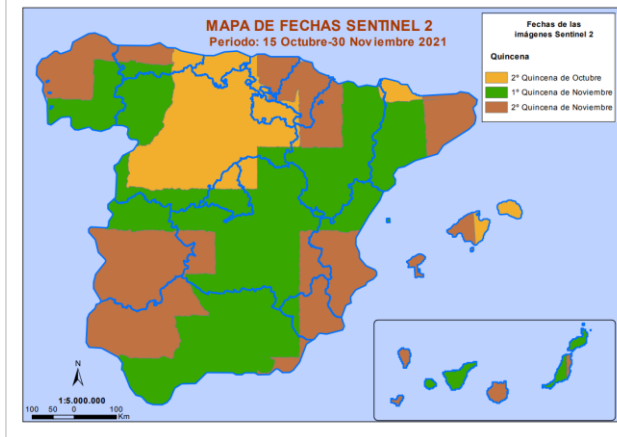 MAPA DE FECHAS SENTINEL 2
Periodo: 15 Octubre-30 Noviembre 2021
Fechas de las
imágenes Sentinel 2
Quincena
2ª Quincena de Octubre
1ª Quincena de Noviembre
2ª Quincena de Noviembre
N
1:5.000.000
100 50 0 100
Km